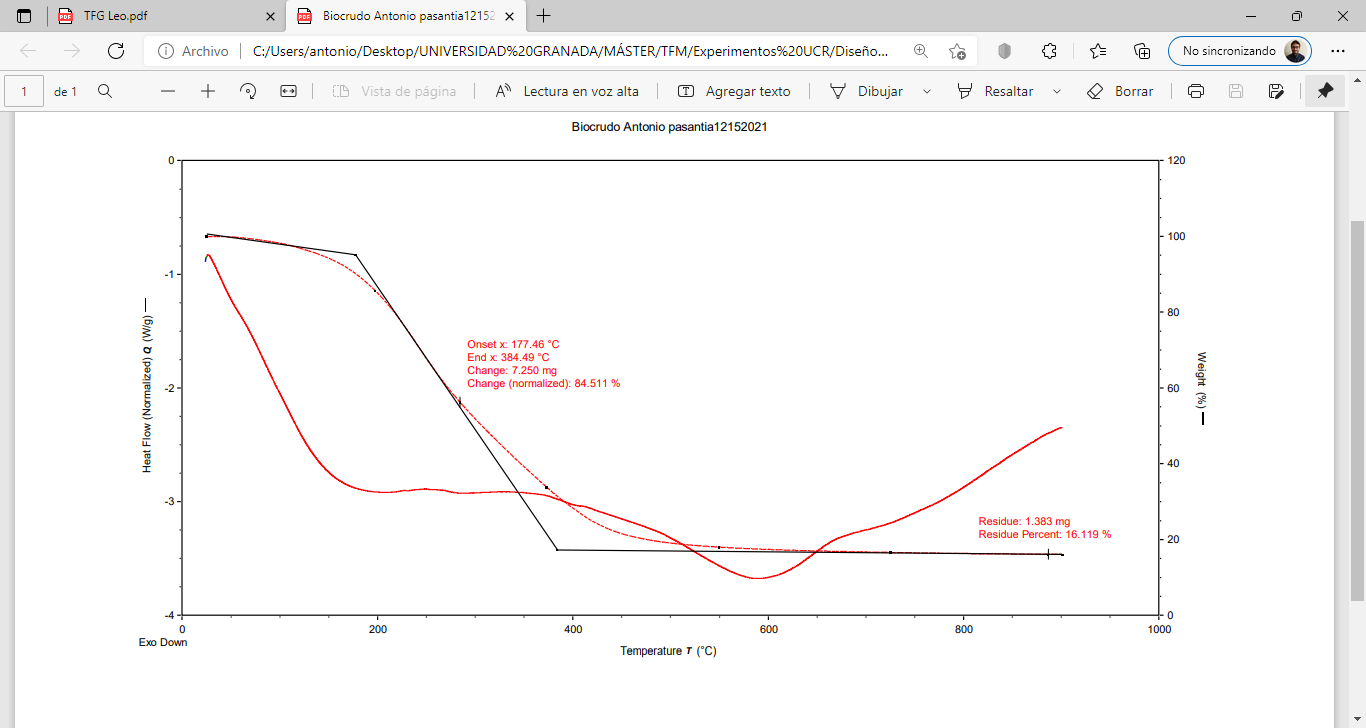 TFG Leo.pdf
Biocrudo Antonio pasantia12152
Archivo
C:/Users/antonio/Desktop/UNIVERSIDAD%20GRANADA/MÁSTER/TFM/Experimentos%20UCR/Diseño...
No sincronizando
1 de 1
Vista de página
Lectura en voz alta
Agregar texto
Dibujar
Resaltar
Borrar
Biocrudo Antonio pasantia12152021
0
-1
-2
-3
-4
Heat Flow (Normalized) Q (W/g)
Onset x: 177.46 °C
End x: 384.49 °C
Change: 7.250 mg
Change (normalized): 84.511 %
Residue: 1.383 mg
Residue Percent: 16.119 %
120
100
80
60
40
20
0
Weight (%)
0 200 400 600 800 1000
Exo Down
Temperature T (°C)